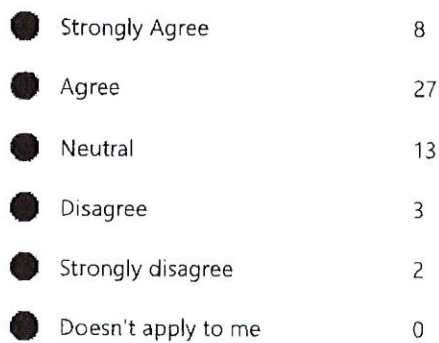 Strongly Agree 8
Agree 27
Neutral 13
Disagree 3
Strongly disagree 2
Doesn't apply to me 0